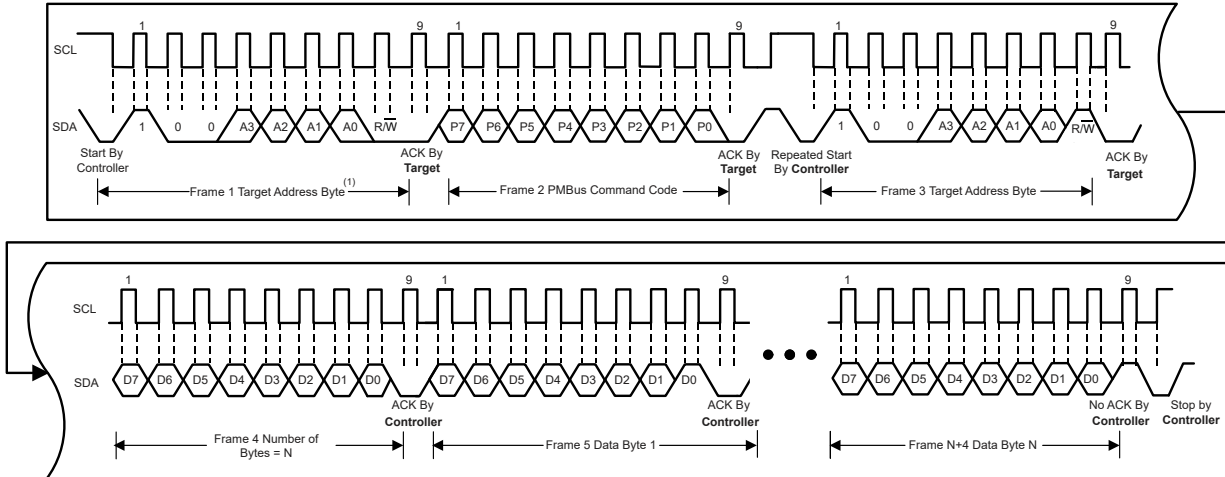 1 9 1 9 1 9
SCL
SDA 1 0 0 A3 A2 A1 A0 R/W̅ P7 P6 P5 P4 P3 P2 P1 P0 1 0 0 A3 A2 A1 A0 R/W̅
Start By
Controller
ACK By
Target
ACK By
Target
Repeated Start
By Controller
ACK By
Target
Frame 1 Target Address Byte (1)
Frame 2 PMBus Command Code
Frame 3 Target Address Byte
1 9 1 9 1 9
SCL
SDA D7 D6 D5 D4 D3 D2 D1 D0 D7 D6 D5 D4 D3 D2 D1 D0 D7 D6 D5 D4 D3 D2 D1 D0
ACK By
Controller
ACK By
Controller
No ACK By
Controller
Stop by
Controller
Frame 4 Number of
Bytes = N
Frame 5 Data Byte 1
Frame N+4 Data Byte N